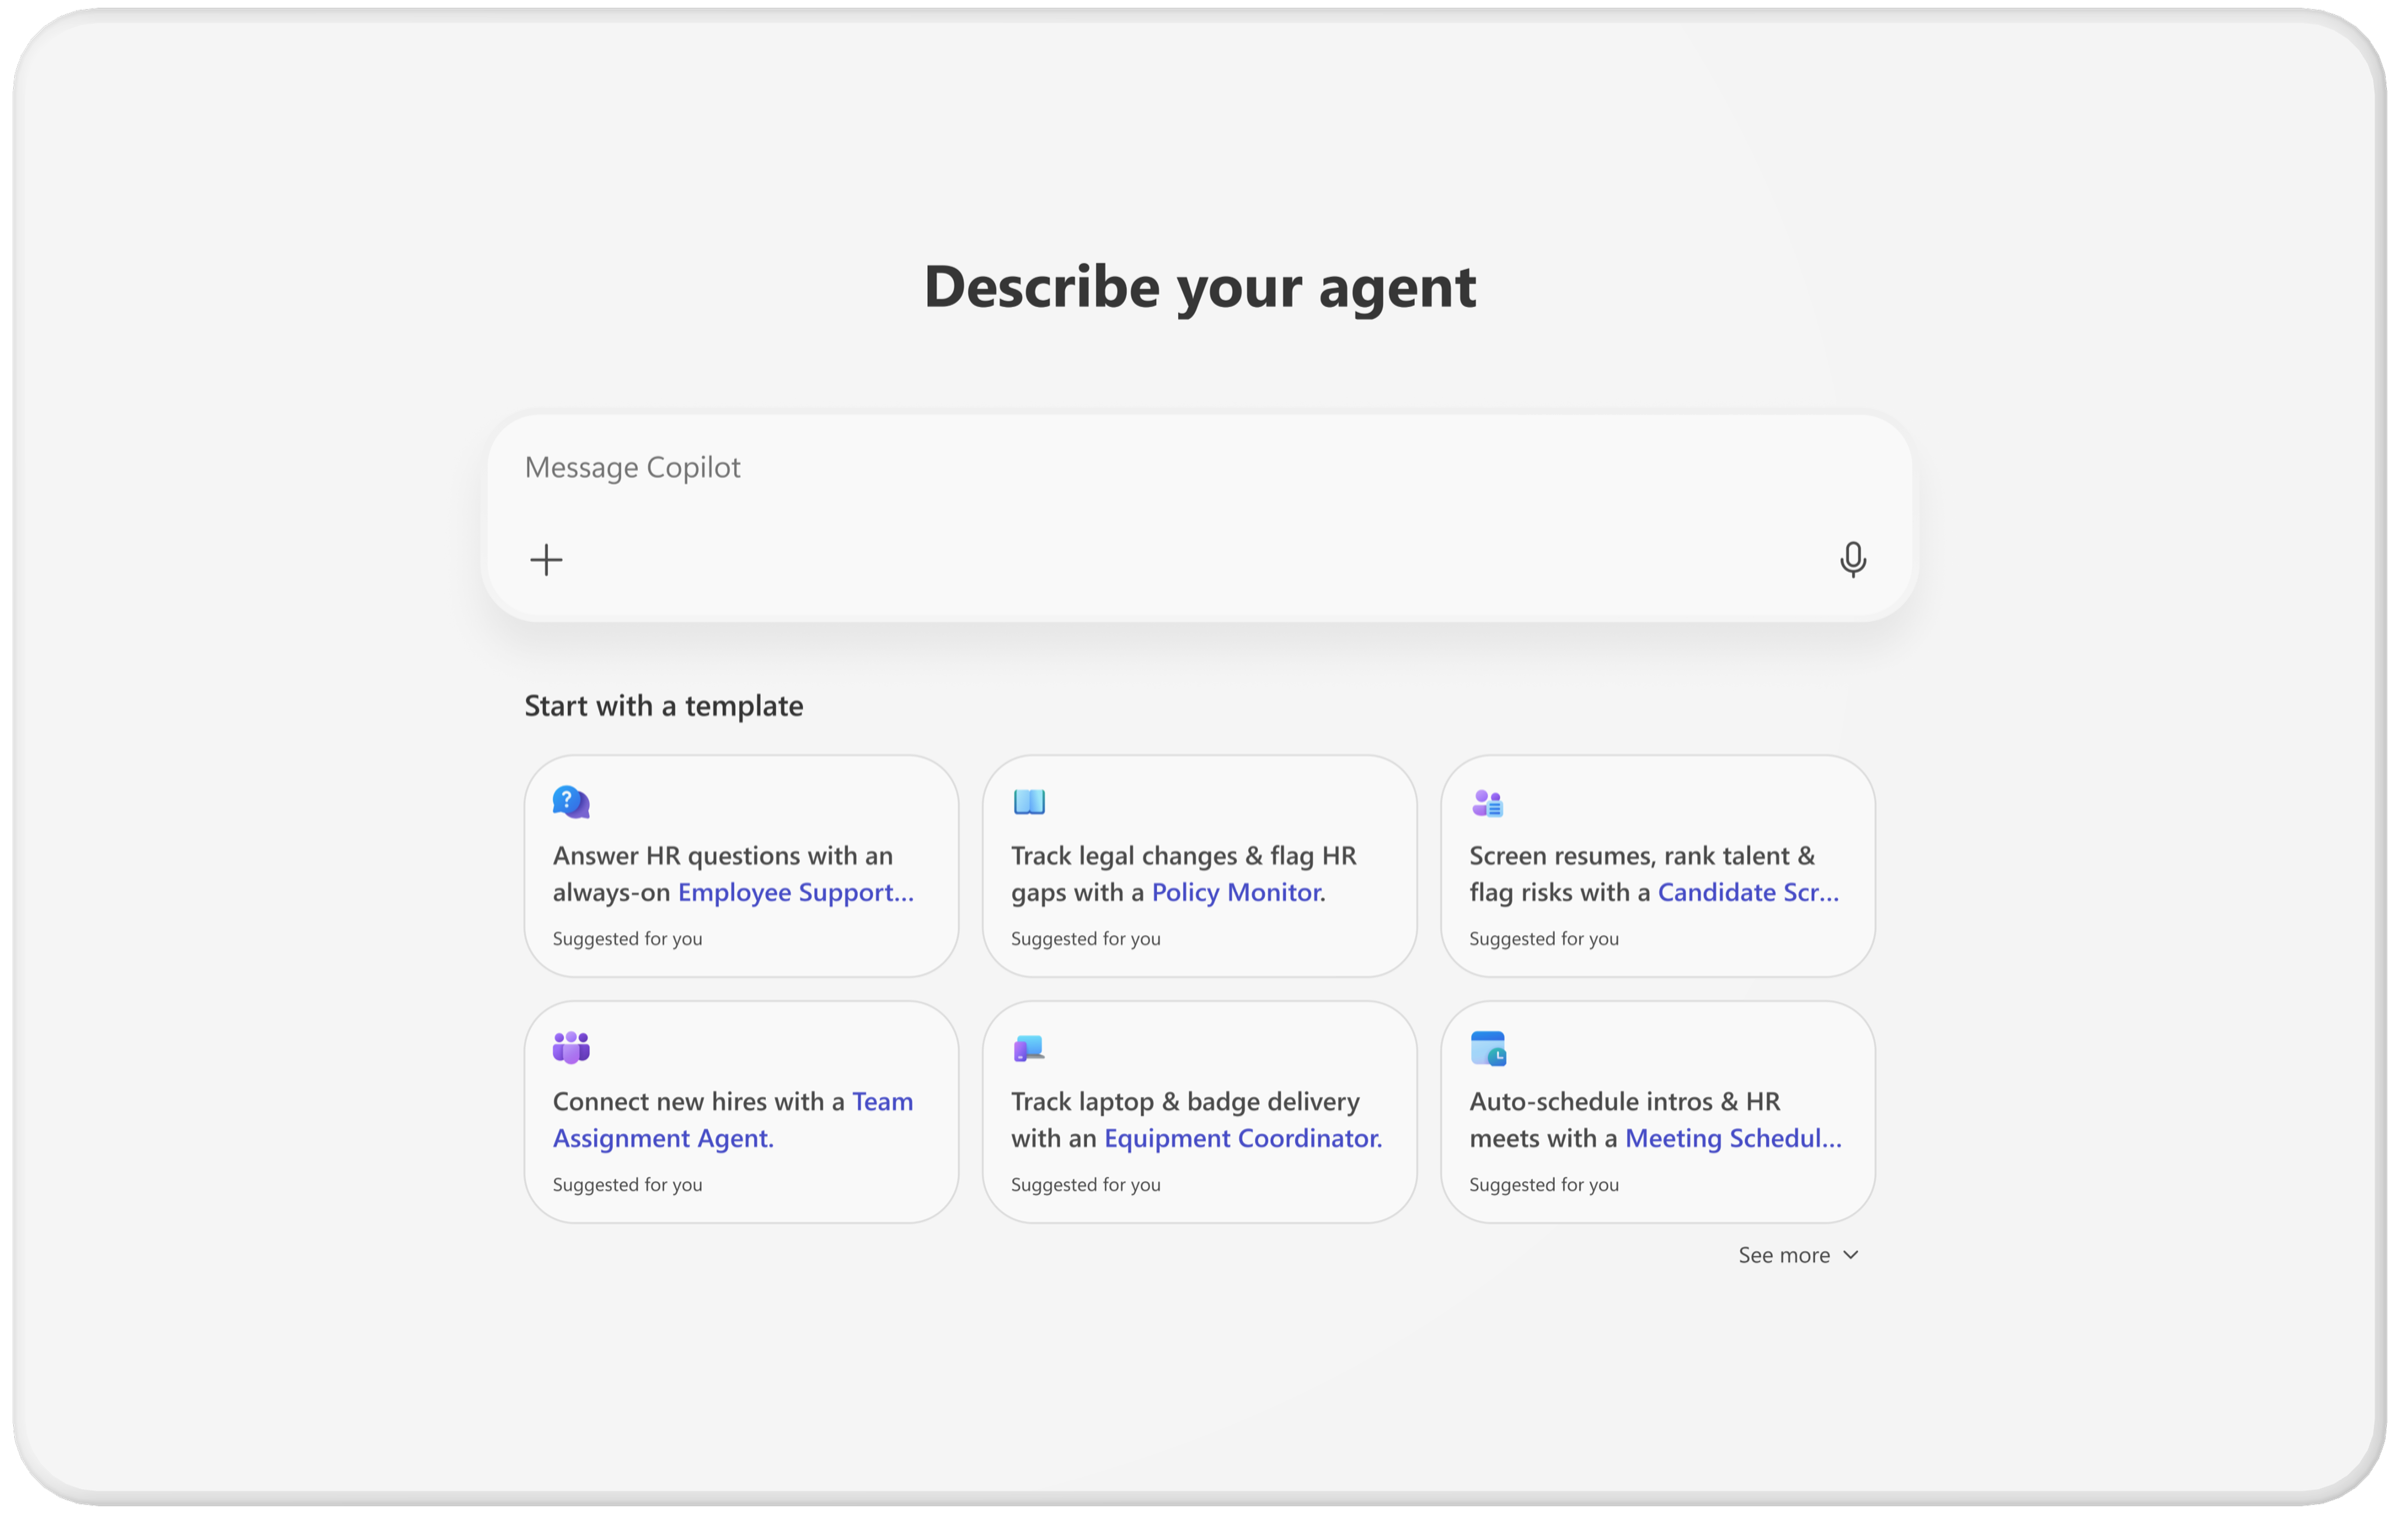 Describe your agent
Message Copilot
Start with a template
?
Answer HR questions with an
always-on Employee Support...
Suggested for you
Track legal changes & flag HR
gaps with a Policy Monitor.
Suggested for you
Screen resumes, rank talent &
flag risks with a Candidate Scr...
Suggested for you
Connect new hires with a Team
Assignment Agent.
Suggested for you
Track laptop & badge delivery
with an Equipment Coordinator.
Suggested for you
Auto-schedule intros & HR
meets with a Meeting Schedul...
Suggested for you
See more